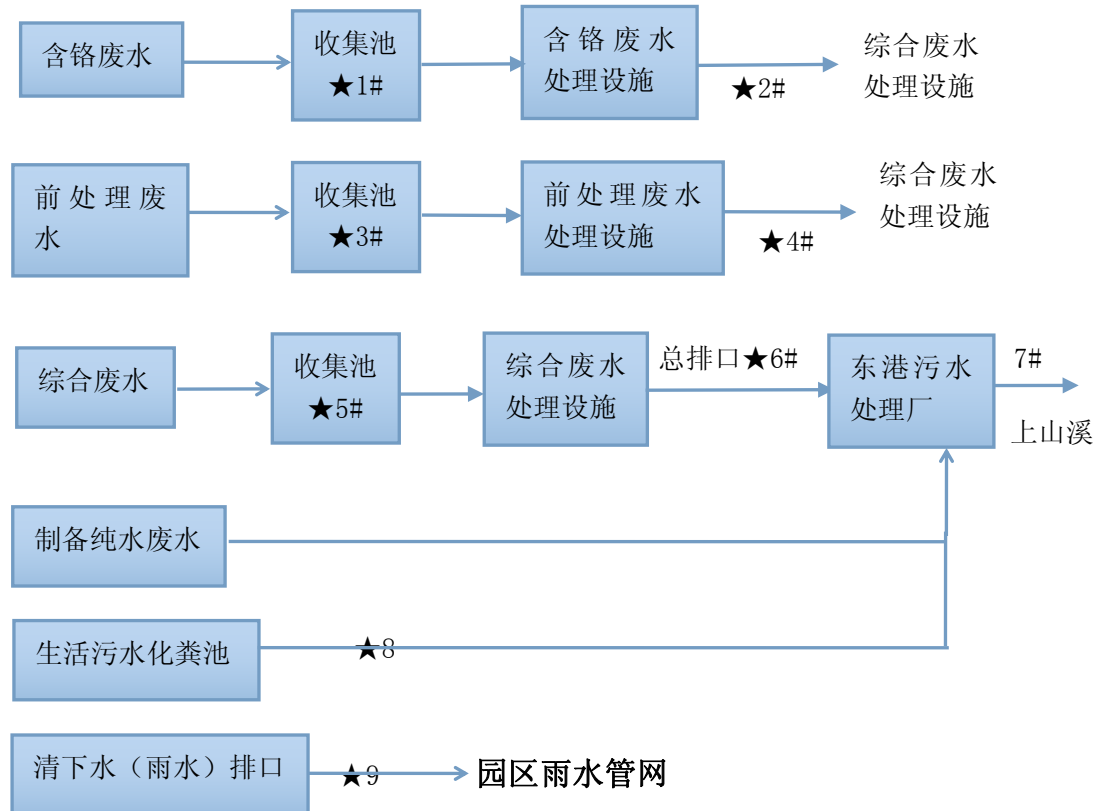 含铬废水
收集池
★1#
含铬废水
处理设施
★2#
综合废水
处理设施
前处理废
水
收集池
★3#
前处理废水
处理设施
★4#
综合废水
处理设施
综合废水
收集池
★5#
综合废水
处理设施
总排口★6#
东港污水
处理厂
7#
上山溪
制备纯水废水
生活污水化粪池
★8
清下水（雨水）排口
★9
园区雨水管网